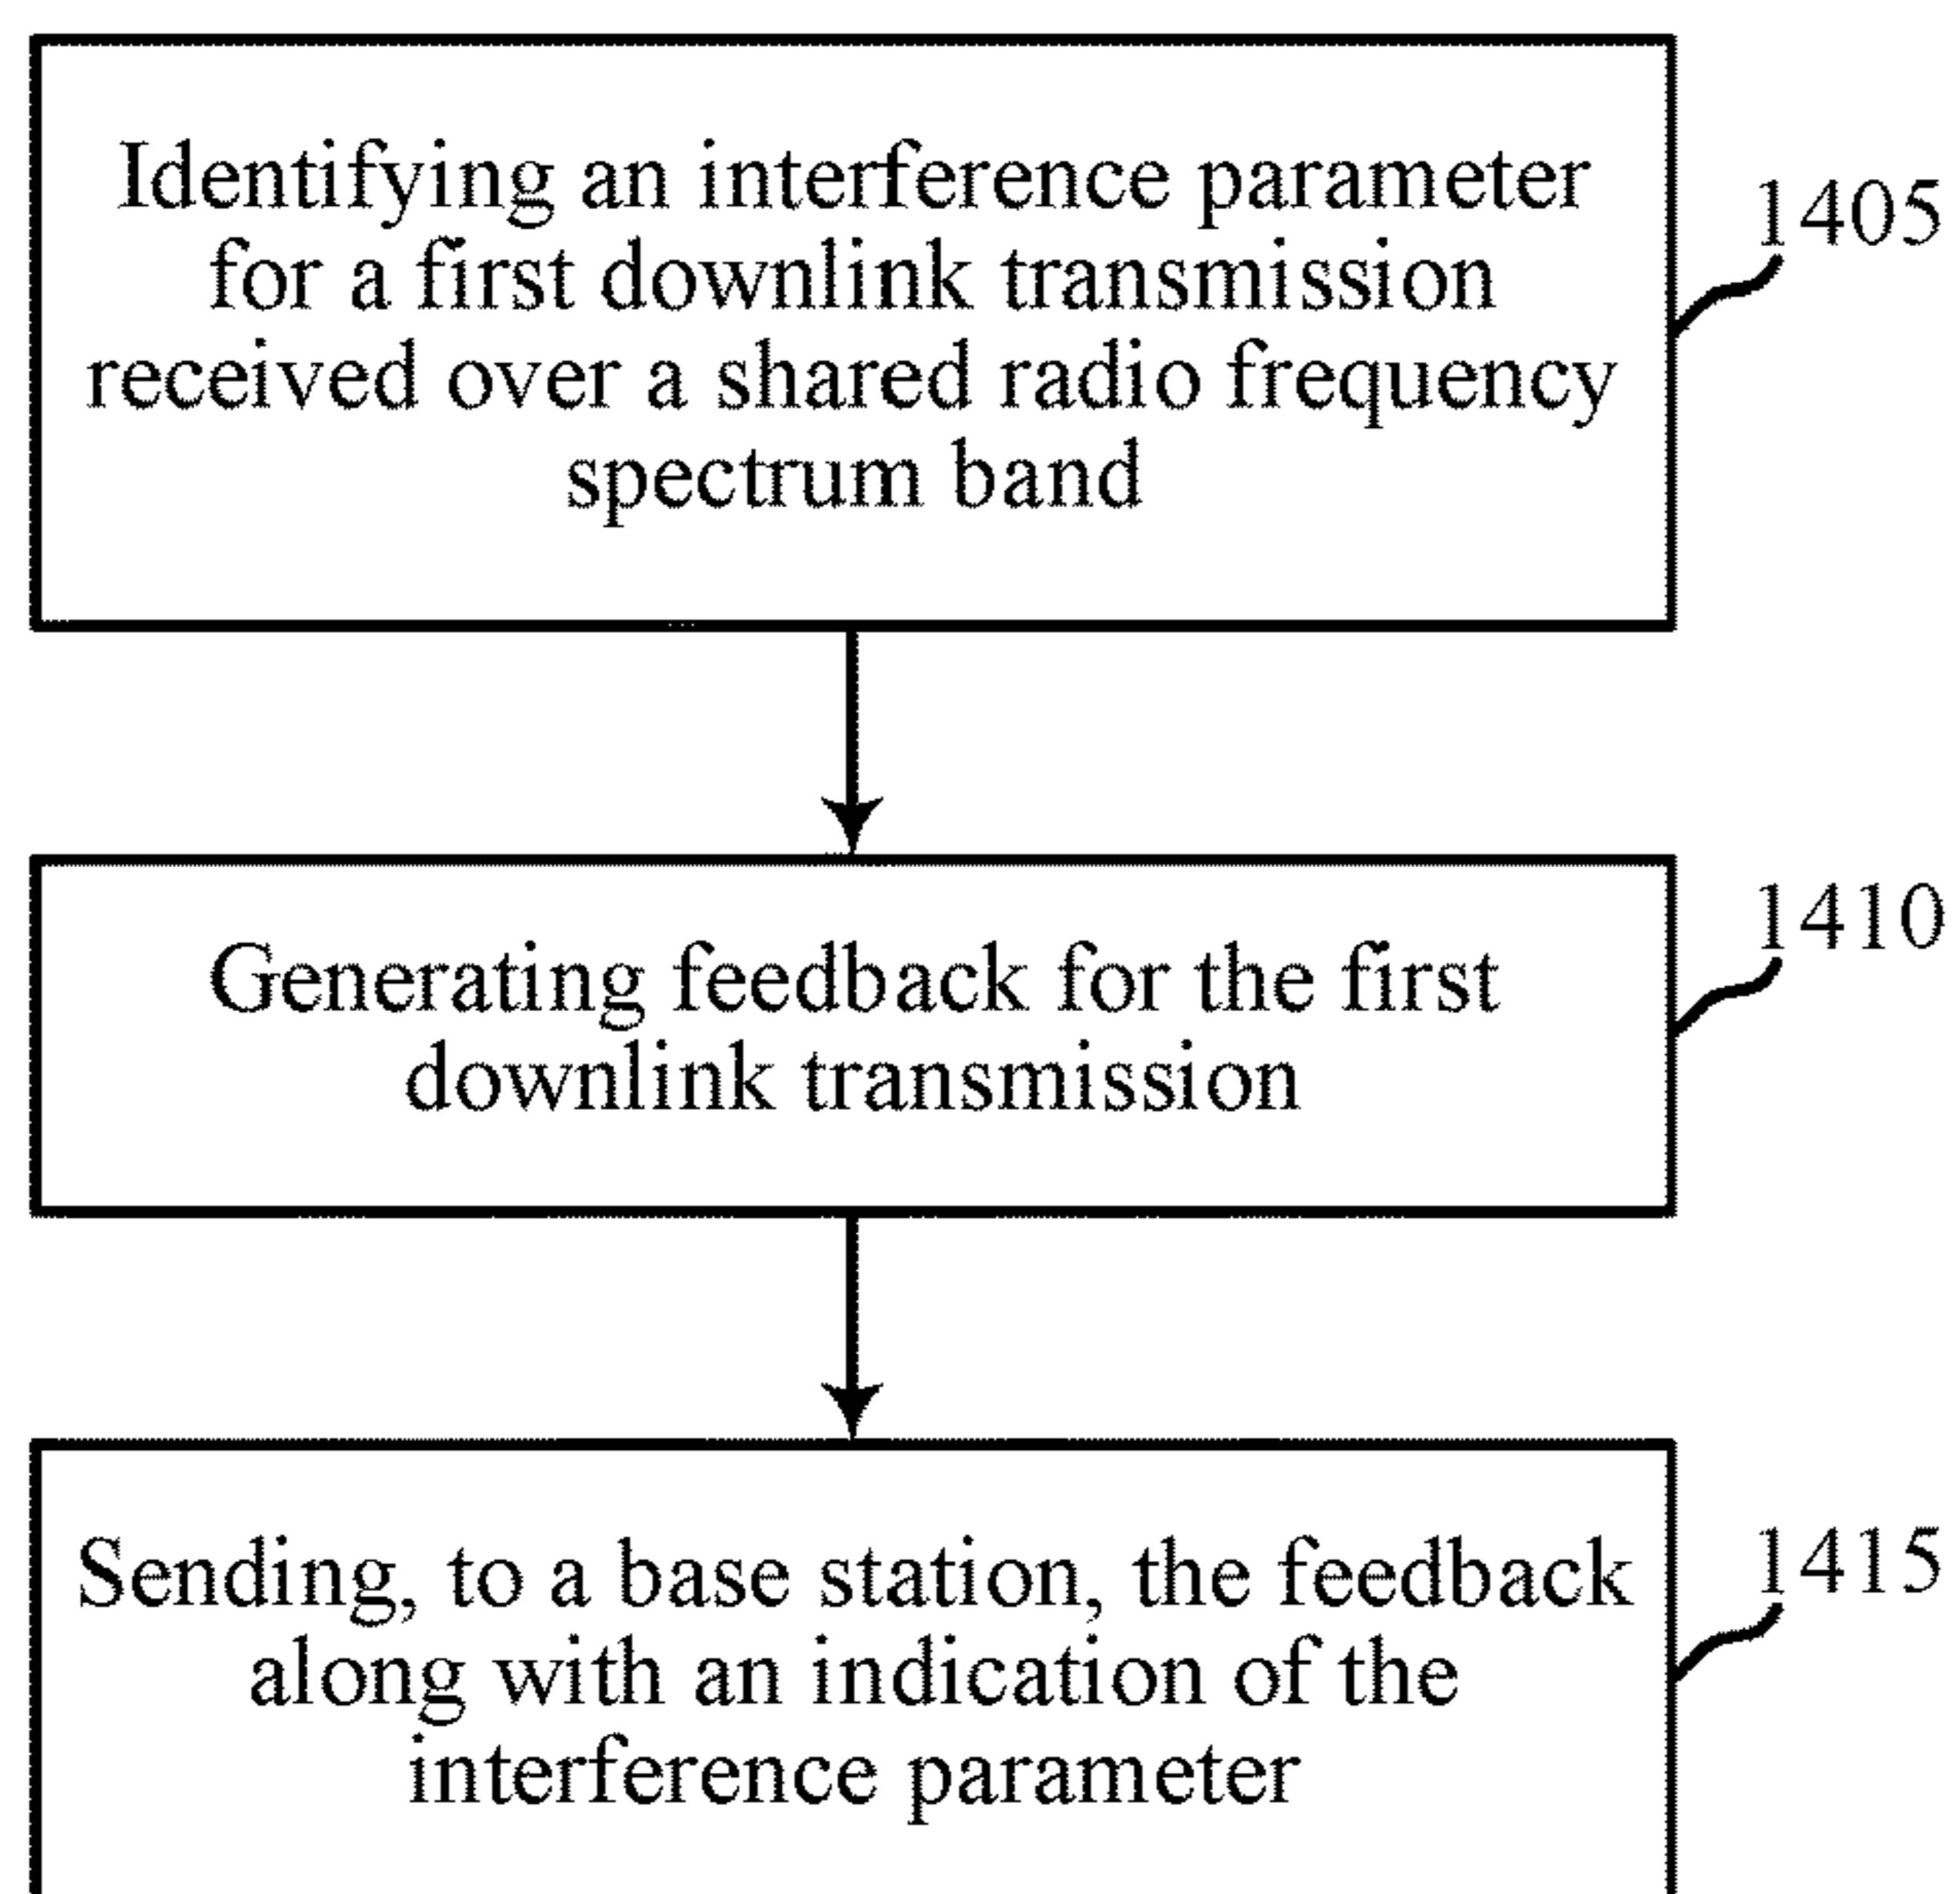 Identifying an interference parameter
for a first downlink transmission
received over a shared radio frequency
spectrum band
1405
Generating feedback for the first
downlink transmission
1410
Sending, to a base station, the feedback
along with an indication of the
interference parameter
1415